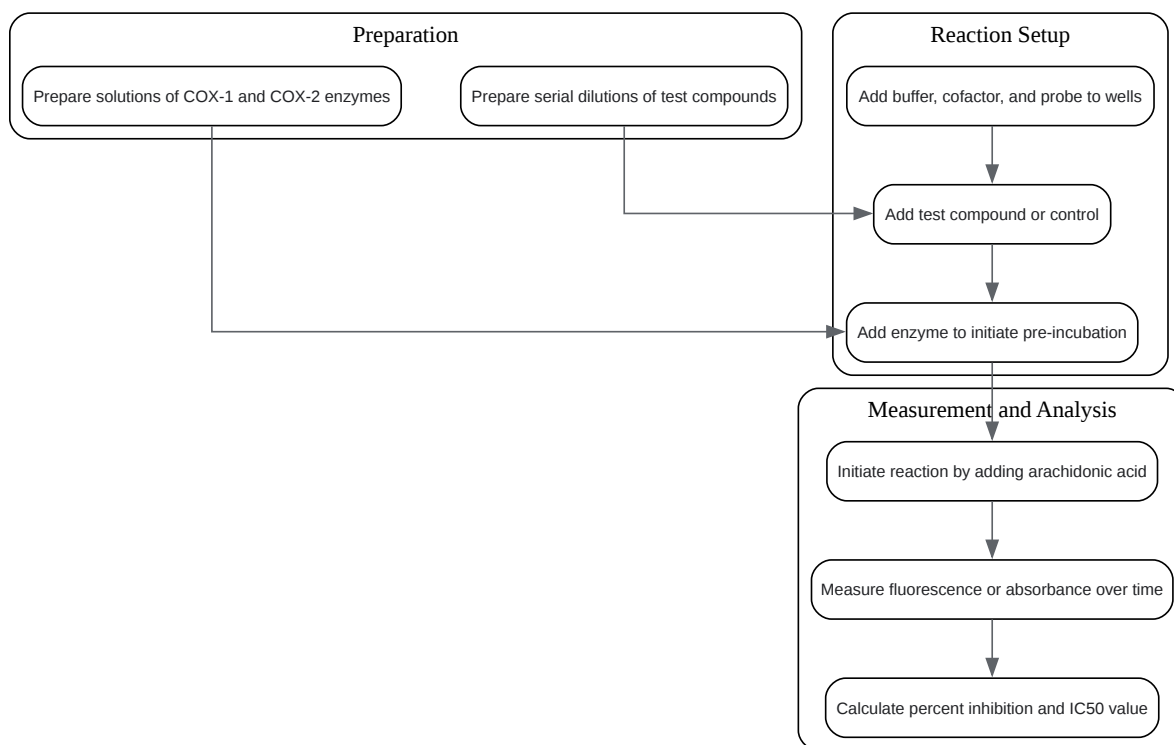 Preparation
Prepare solutions of COX-1 and COX-2 enzymes
Prepare serial dilutions of test compounds
Reaction Setup
Add buffer, cofactor, and probe to wells
Add test compound or control
Add enzyme to initiate pre-incubation
Measurement and Analysis
Initiate reaction by adding arachidonic acid
Measure fluorescence or absorbance over time
Calculate percent inhibition and IC50 value